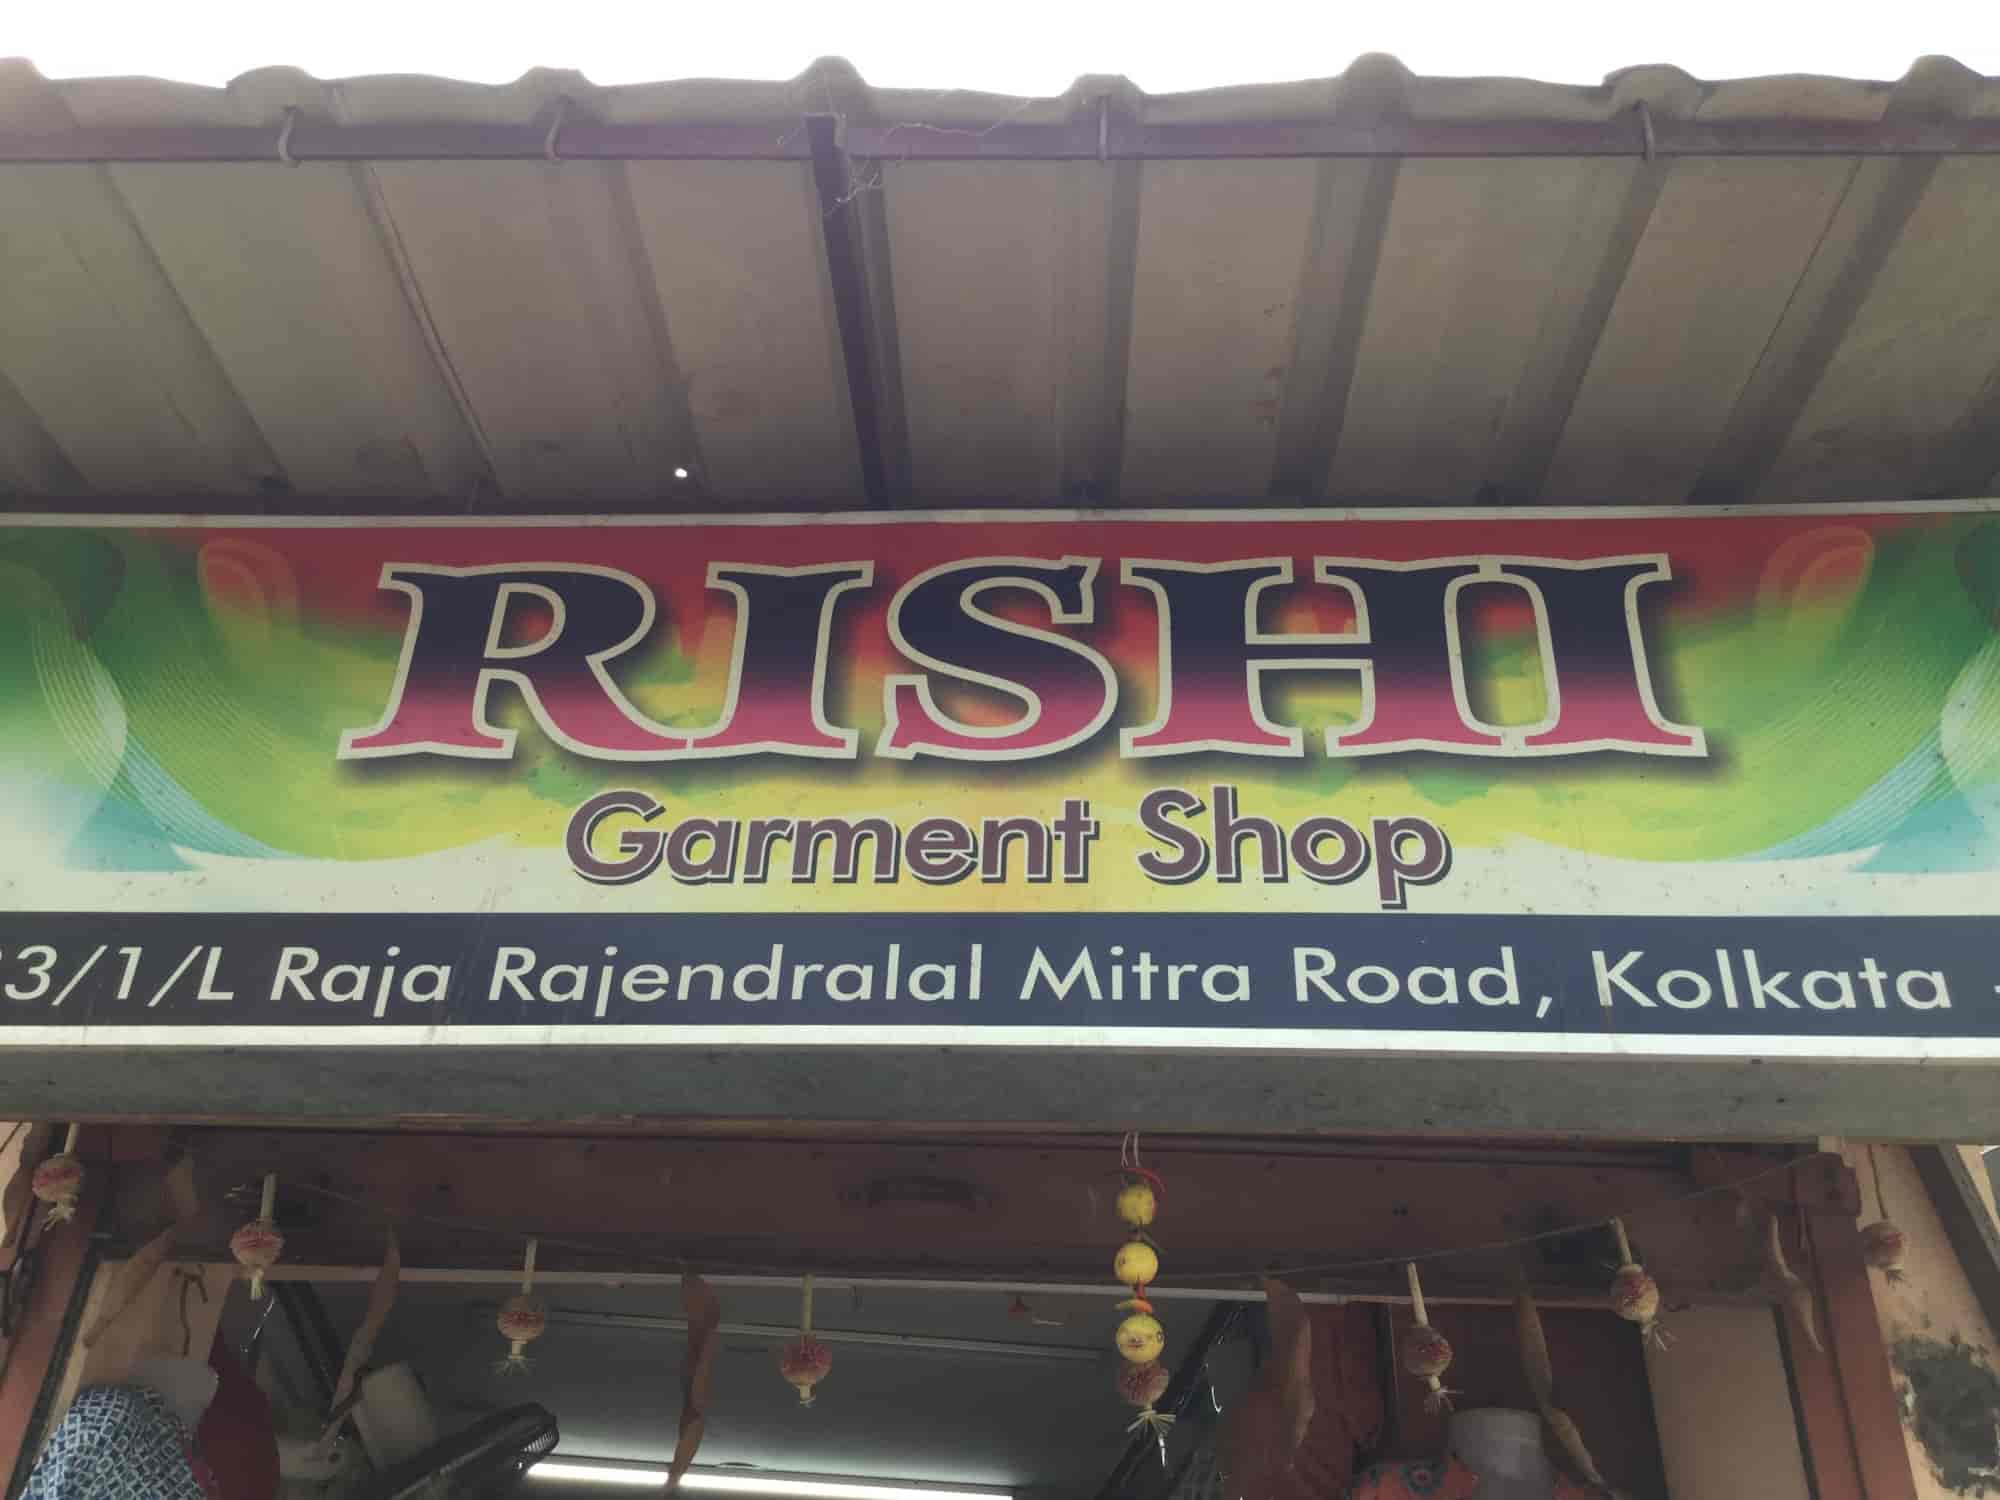 RISHI
Garment Shop
3/1/L Raja Rajendralal Mitra Road, Kolkata -